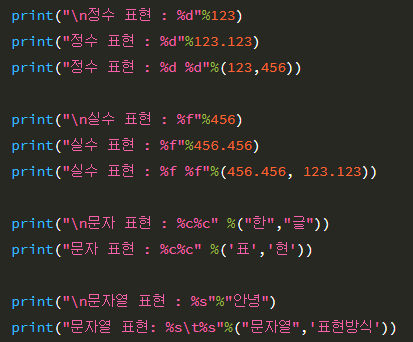 print("\n정수 표현 : %d"%123)
print("정수 표현 : %d"%123.123)
print("정수 표현 : %d %d"%(123,456))
print("\n실수 표현 : %f"%456)
print("실수 표현 : %f"%456.456)
print("실수 표현 : %f %f"%(456.456, 123.123))
print("\n문자 표현 : %c%c" %("한","글"))
print("문자 표현 : %c%c" %('표','현'))
print("\n문자열 표현 : %s"%"안녕")
print("문자열 표현: %s\t%s"%("문자열",'표현방식'))